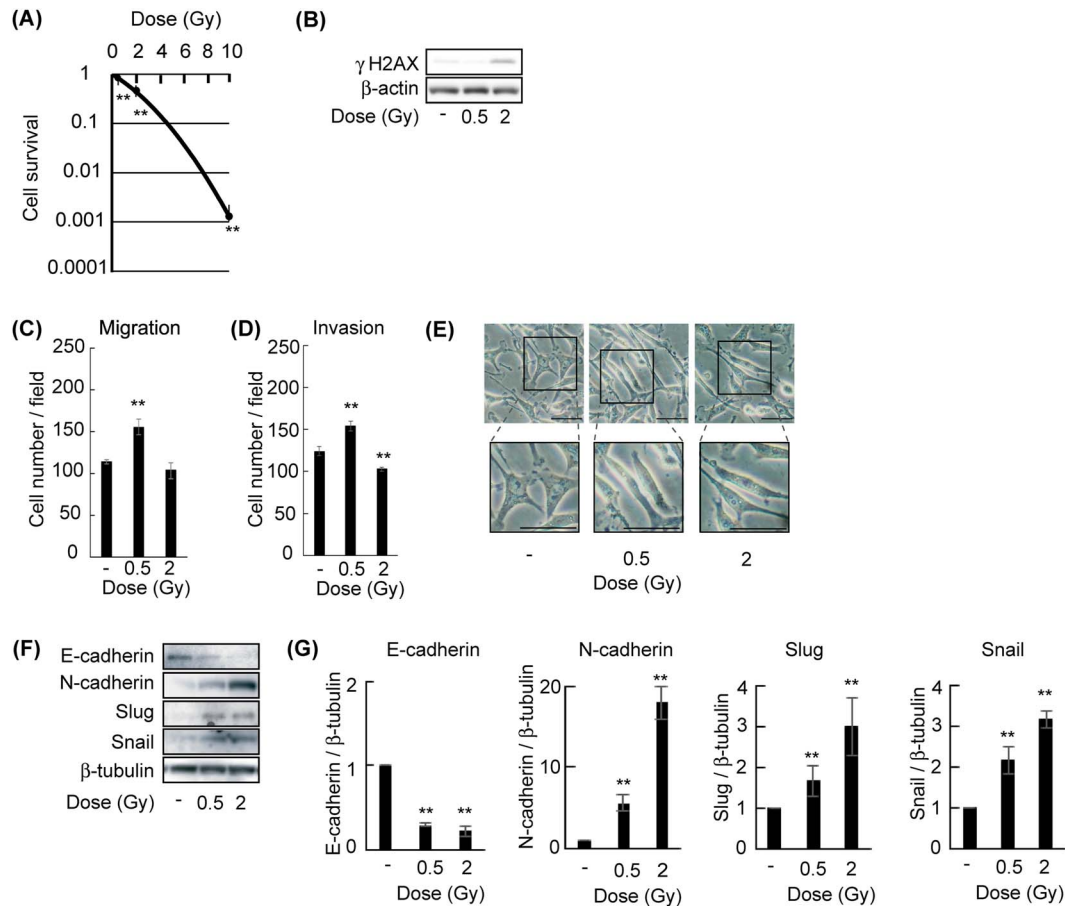 (A)
Dose (Gy)
0 2 4 6 8 10
1
0.1
0.01
0.001
0.0001
Cell survival
**
**
**
(B)
γ H2AX
β-actin
Dose (Gy) - 0.5 2
(C) Migration
Cell number / field
250
200
150
100
50
0
**
- 0.5 2
Dose (Gy)
(D) Invasion
Cell number / field
250
200
150
100
50
0
**
**
- 0.5 2
Dose (Gy)
(E)
- 0.5 2
Dose (Gy)
(F)
E-cadherin
N-cadherin
Slug
Snail
β-tubulin
Dose (Gy) - 0.5 2
(G)
E-cadherin
E-cadherin / β-tubulin
2
1
0
**
**
- 0.5 2
Dose (Gy)
N-cadherin
N-cadherin / β-tubulin
20
10
0
**
**
- 0.5 2
Dose (Gy)
Slug
Slug / β-tubulin
4
3
2
1
0
**
**
- 0.5 2
Dose (Gy)
Snail
Snail / β-tubulin
4
3
2
1
0
**
**
- 0.5 2
Dose (Gy)